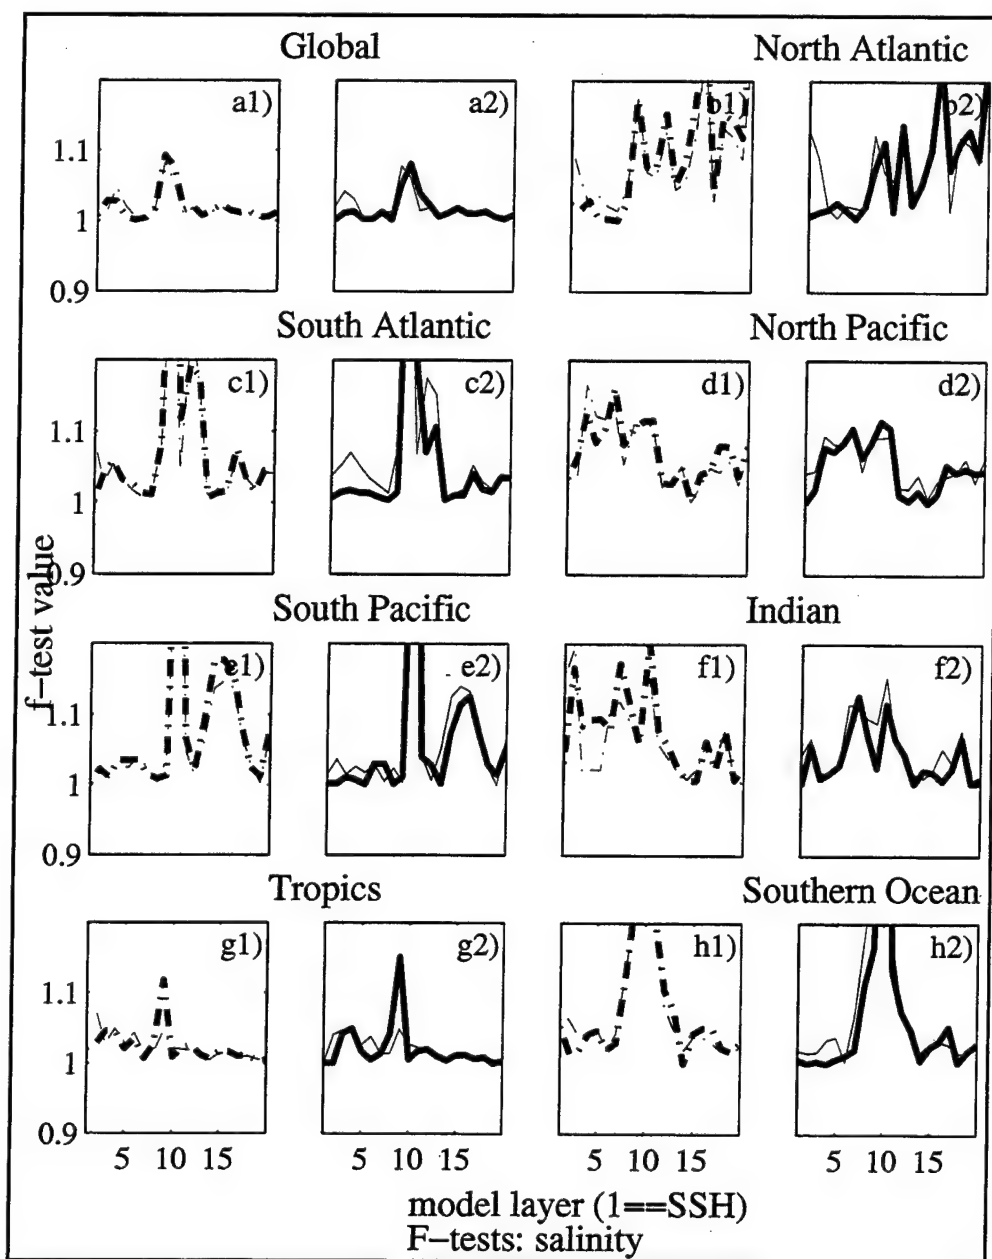 Global
North Atlantic
a1)
a2)
b1)
b2)
1.1
1
0.9
South Atlantic
North Pacific
c1)
c2)
d1)
d2)
1.1
1
0.9
f-test value
South Pacific
Indian
e1)
e2)
f1)
f2)
1.1
1
0.9
Tropics
Southern Ocean
g1)
g2)
h1)
h2)
1.1
1
0.9
5 10 15
5 10 15
5 10 15
5 10 15
model layer (1==SSH)
F-tests: salinity